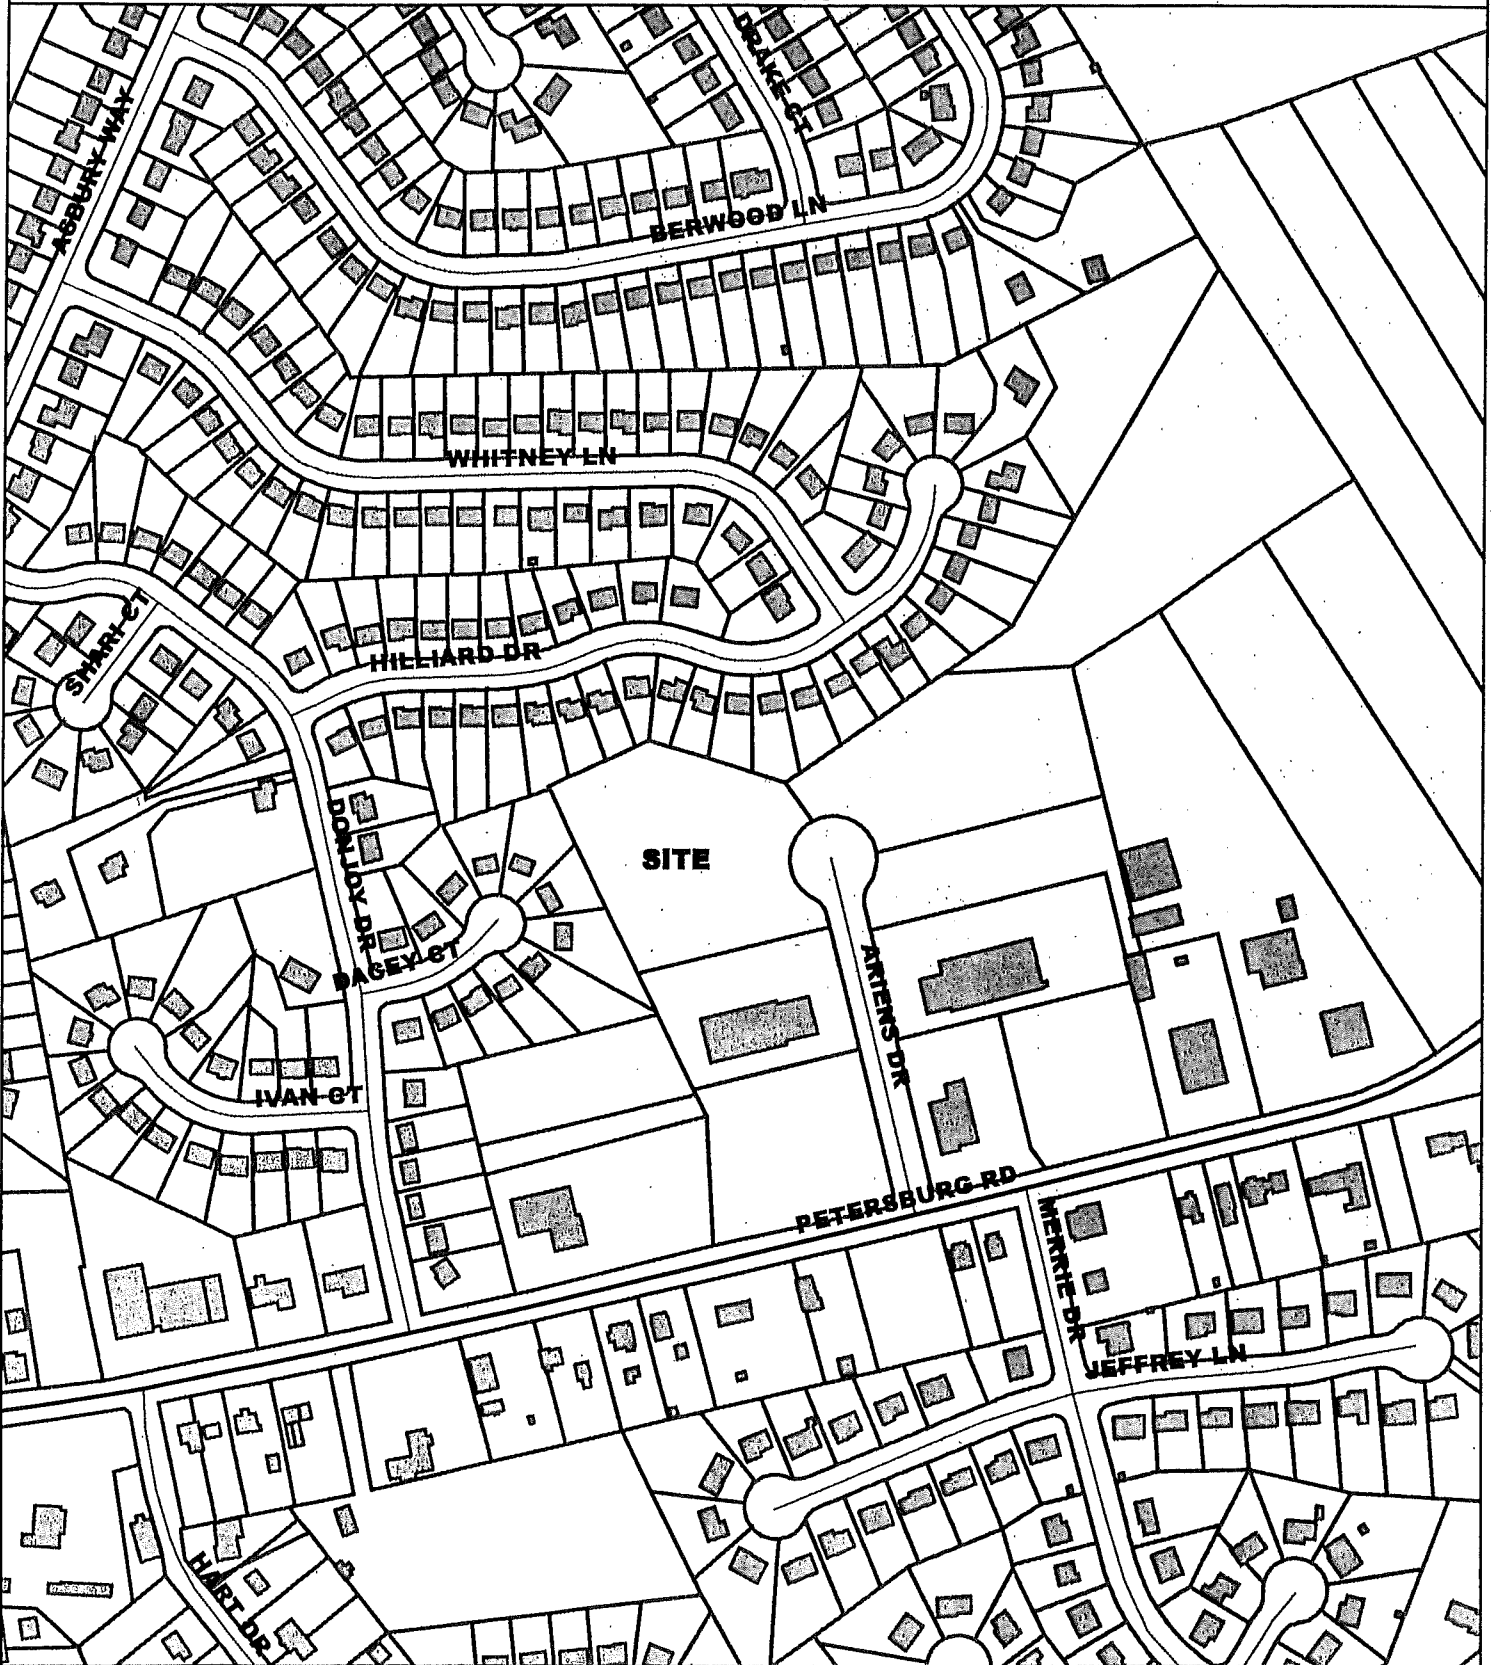 DRAKE CT
ASBURY WAY
BERWOOD LN
WHITNEY LN
SHARI CT
HILLIARD DR
DONJOY DR
SITE
DAGEY CT
ARIENS DR
IVAN CT
PETERSBURG RD
MERRIE DR
JEFFREY LN
HART DR